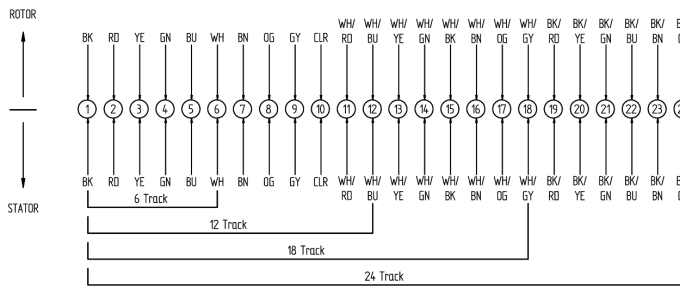 ROTOR
WH/ WH/ WH/ WH/ WH/ WH/ WH/ WH/ BK/ BK/ BK/ BK/ BK/
BK RD YE GN BU WH BN OG GY CLR RD BU YE GN BK BN OG GY RD YE GN BU BN
1 2 3 4 5 6 7 8 9 10 11 12 13 14 15 16 17 18 19 20 21 22 23
BK RD YE GN BU WH BN OG GY CLR WH/ WH/ WH/ WH/ WH/ WH/ WH/ WH/ BK/ BK/ BK/ BK/ BK/
RD BU YE GN BK BN OG GY RD YE GN BU BN
6 Track
STATOR
12 Track
18 Track
24 Track